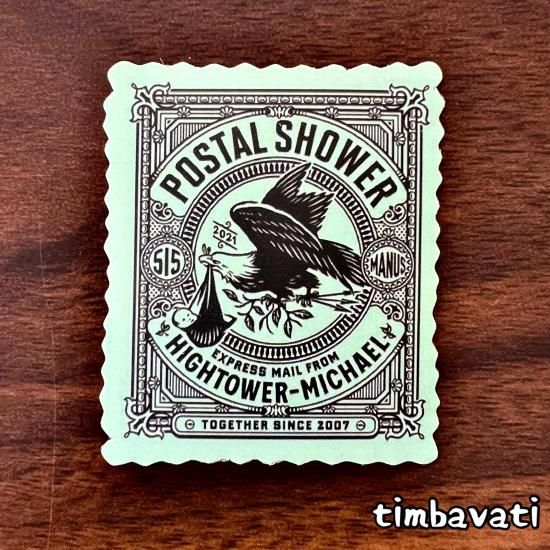 POSTAL SHOWER
2021
515
MANUS
EXPRESS MAIL FROM
HIGHTOWER-MICHAEL
TOGETHER SINCE 2007
timbavati